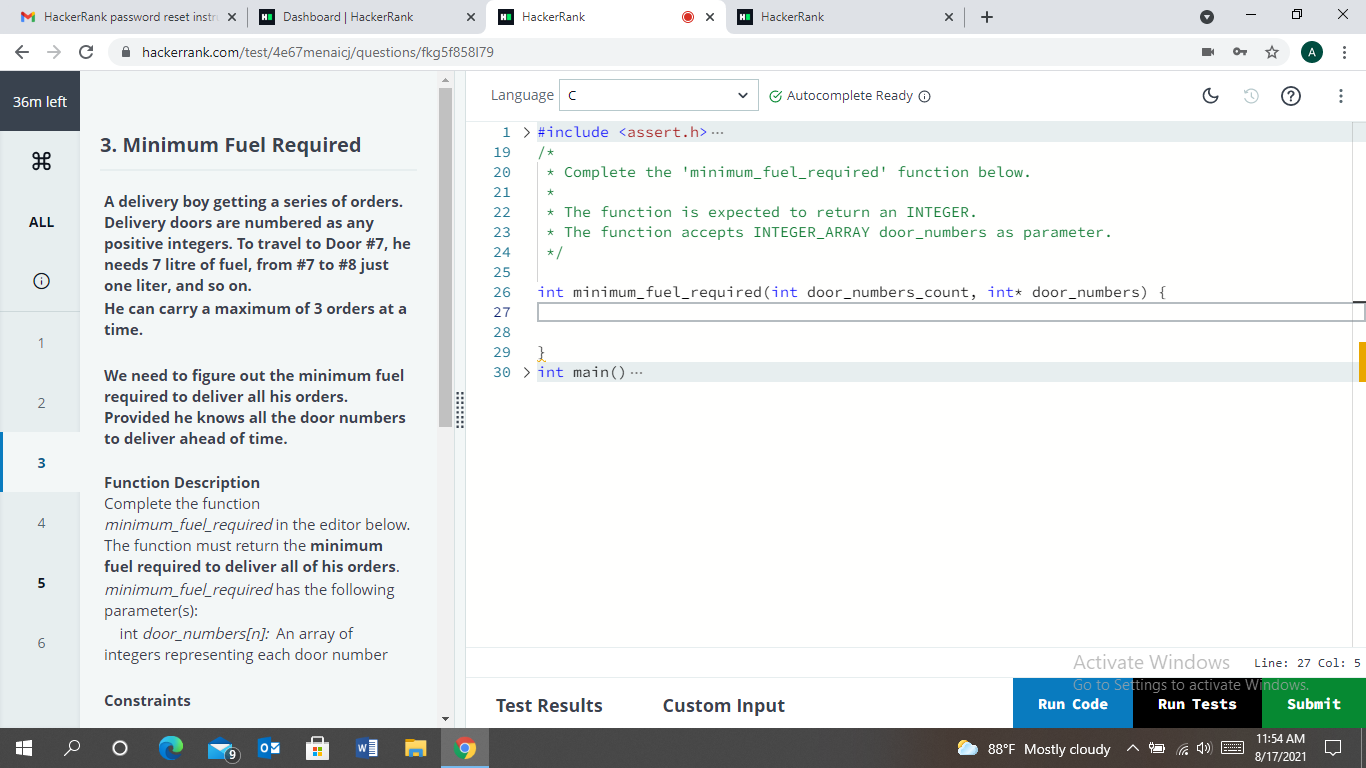 HackerRank password reset instr
Dashboard | HackerRank
HackerRank
HackerRank
hackerrank.com/test/4e67menaicj/questions/fkg5f858l79
A
36m left
ALL
1
2
3
4
5
6
3. Minimum Fuel Required
A delivery boy getting a series of orders.
Delivery doors are numbered as any
positive integers. To travel to Door #7, he
needs 7 litre of fuel, from #7 to #8 just
one liter, and so on.
He can carry a maximum of 3 orders at a
time.
We need to figure out the minimum fuel
required to deliver all his orders.
Provided he knows all the door numbers
to deliver ahead of time.
Function Description
Complete the function
minimum_fuel_required in the editor below.
The function must return the minimum
fuel required to deliver all of his orders.
minimum_fuel_required has the following
parameter(s):
int door_numbers[n]: An array of
integers representing each door number
Constraints
Language C Autocomplete Ready
1 #include <assert.h> ···
19 /*
20 * Complete the 'minimum_fuel_required' function below.
21 *
22 * The function is expected to return an INTEGER.
23 * The function accepts INTEGER_ARRAY door_numbers as parameter.
24 */
25
26 int minimum_fuel_required(int door_numbers_count, int* door_numbers) {
27
28
29 }
30 int main() ···
Activate Windows
Go to Settings to activate Windows.
Line: 27 Col: 5
Test Results Custom Input Run Code Run Tests Submit
9
88°F Mostly cloudy
11:54 AM
8/17/2021